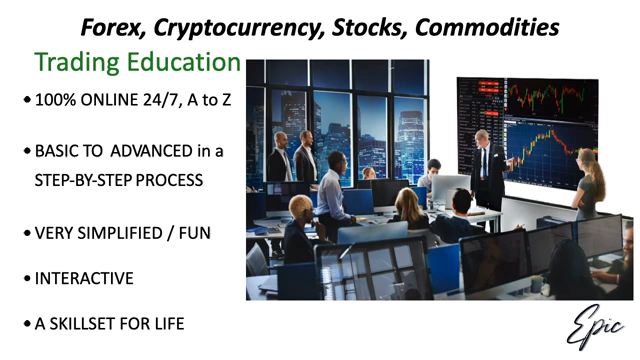 Forex, Cryptocurrency, Stocks, Commodities
Trading Education
• 100% ONLINE 24/7, A to Z
• BASIC TO ADVANCED in a
STEP-BY-STEP PROCESS
• VERY SIMPLIFIED / FUN
• INTERACTIVE
• A SKILLSET FOR LIFE
Epic